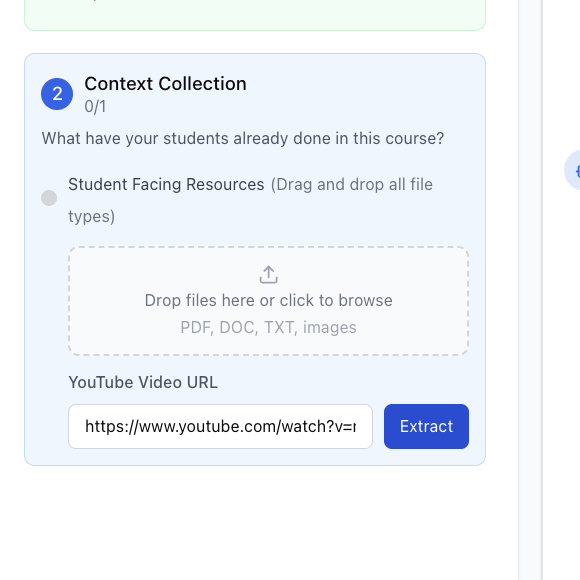 2
Context Collection
0/1
What have your students already done in this course?
Student Facing Resources (Drag and drop all file
types)
Drop files here or click to browse
PDF, DOC, TXT, images
YouTube Video URL
https://www.youtube.com/watch?v=
Extract